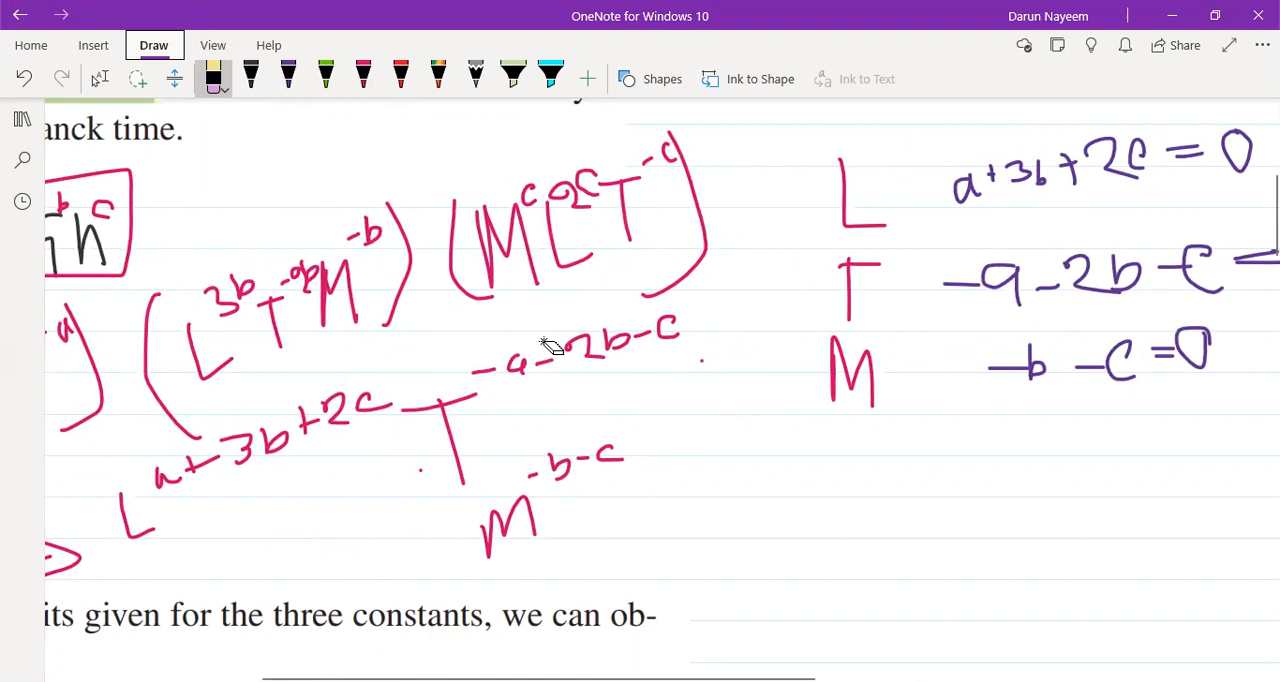 OneNote for Windows 10
Darun Nayeem
Home Insert Draw View Help
Share
Shapes Ink to Shape Ink to Text
anck time.
h^b h^c
(L^3b T^-2b M^-b) (M^c L^2c T^-c)
L^a+3b+2c T^-a-2b-c
M^-b-c
L a+3b+2c=0
T -a-2b-c=
M -b-c=0
its given for the three constants, we can ob-